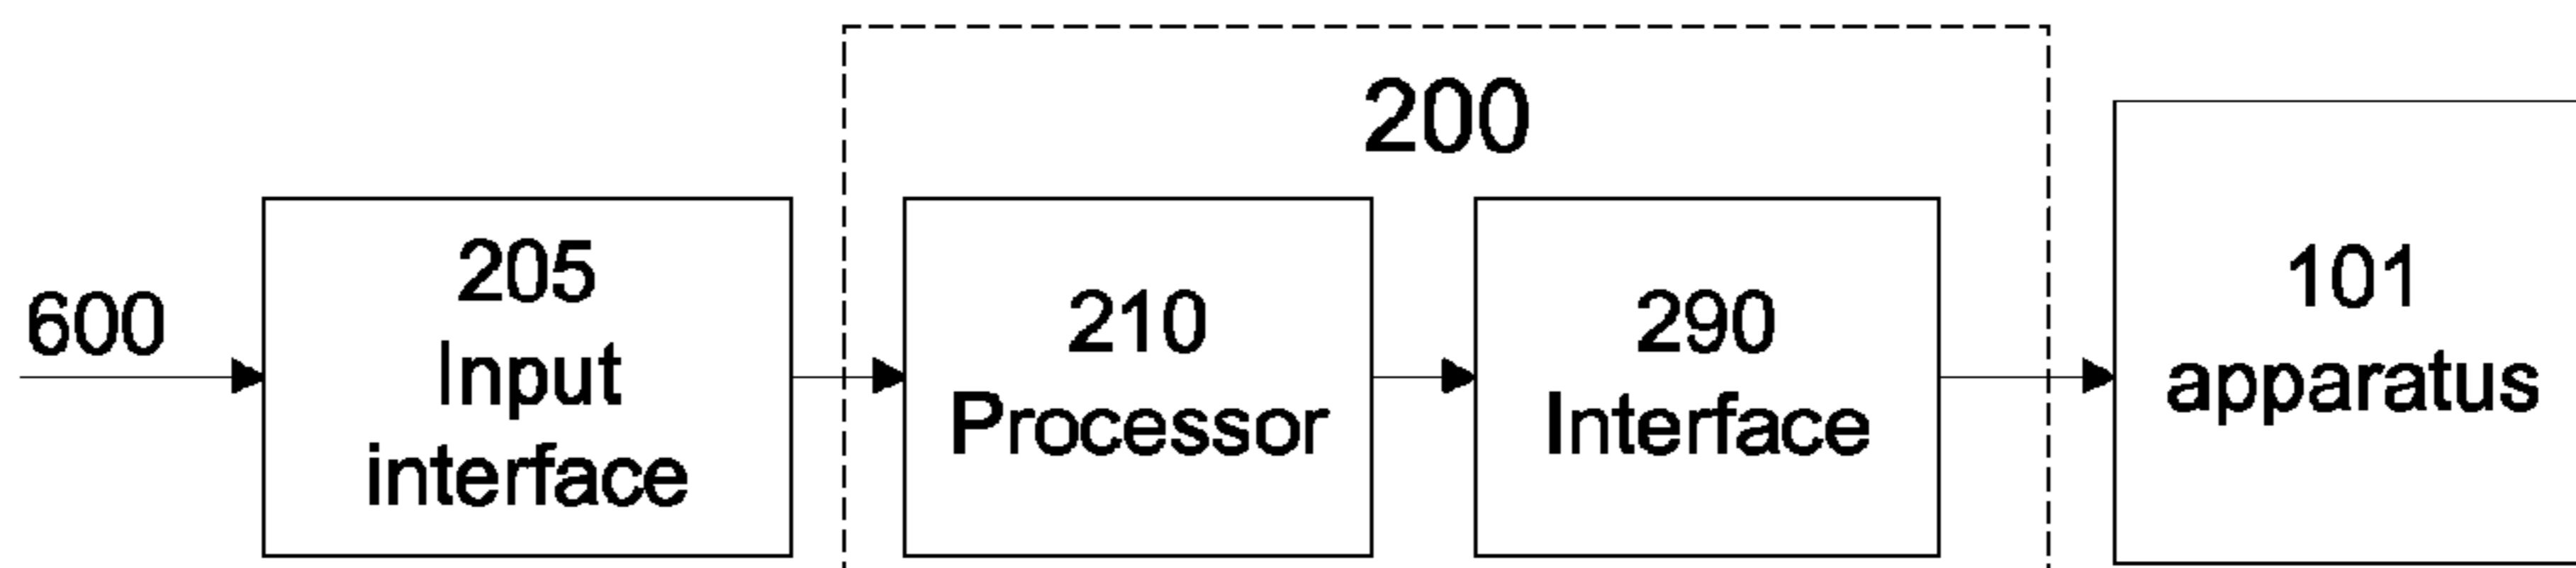 200
600
205
Input
interface
210
Processor
290
Interface
101
apparatus